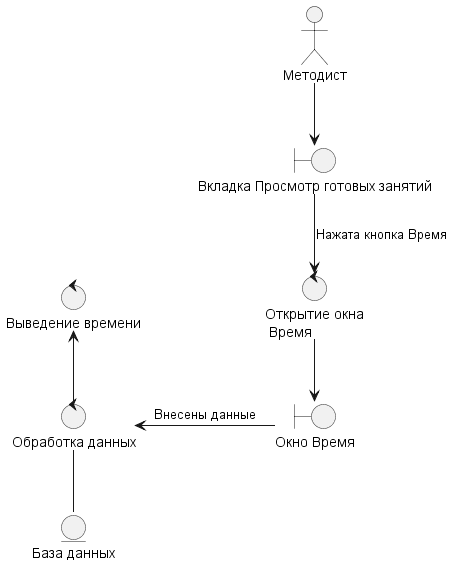 Методист
Вкладка Просмотр готовых занятий
Нажата кнопка Время
Открытие окна
Время
Выведение времени
Внесены данные
Обработка данных
Окно Время
База данных